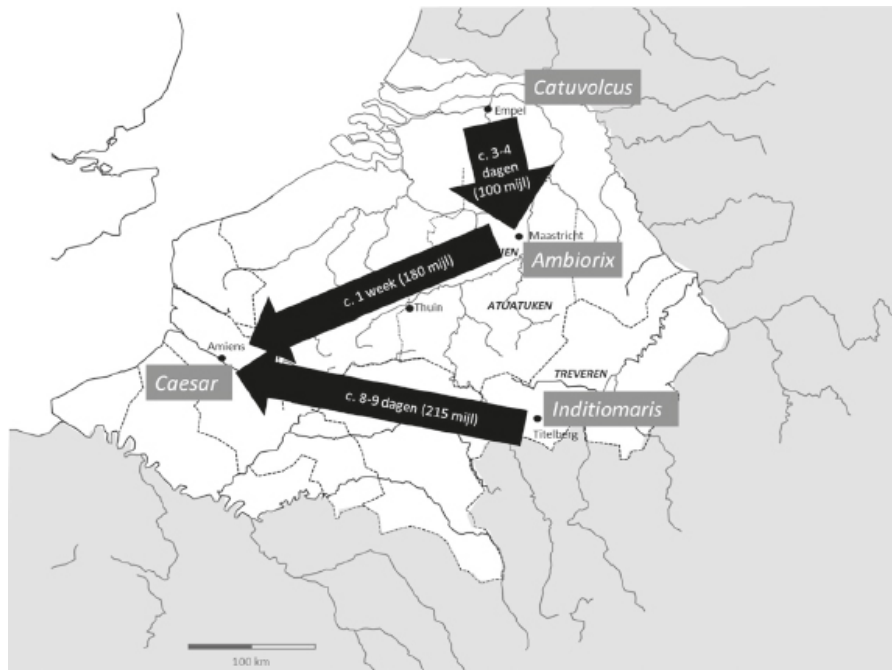 Catuvolcus
Empel
c. 3-4
dagen
(100 mijl)
Maastricht
IEN
Ambiorix
c. 1 week (180 mijl)
ATUATUKEN
Thuin
Amiens
Caesar
TREVEREN
c. 8-9 dagen (215 mijl)
Inditiomaris
Titelberg
100 km